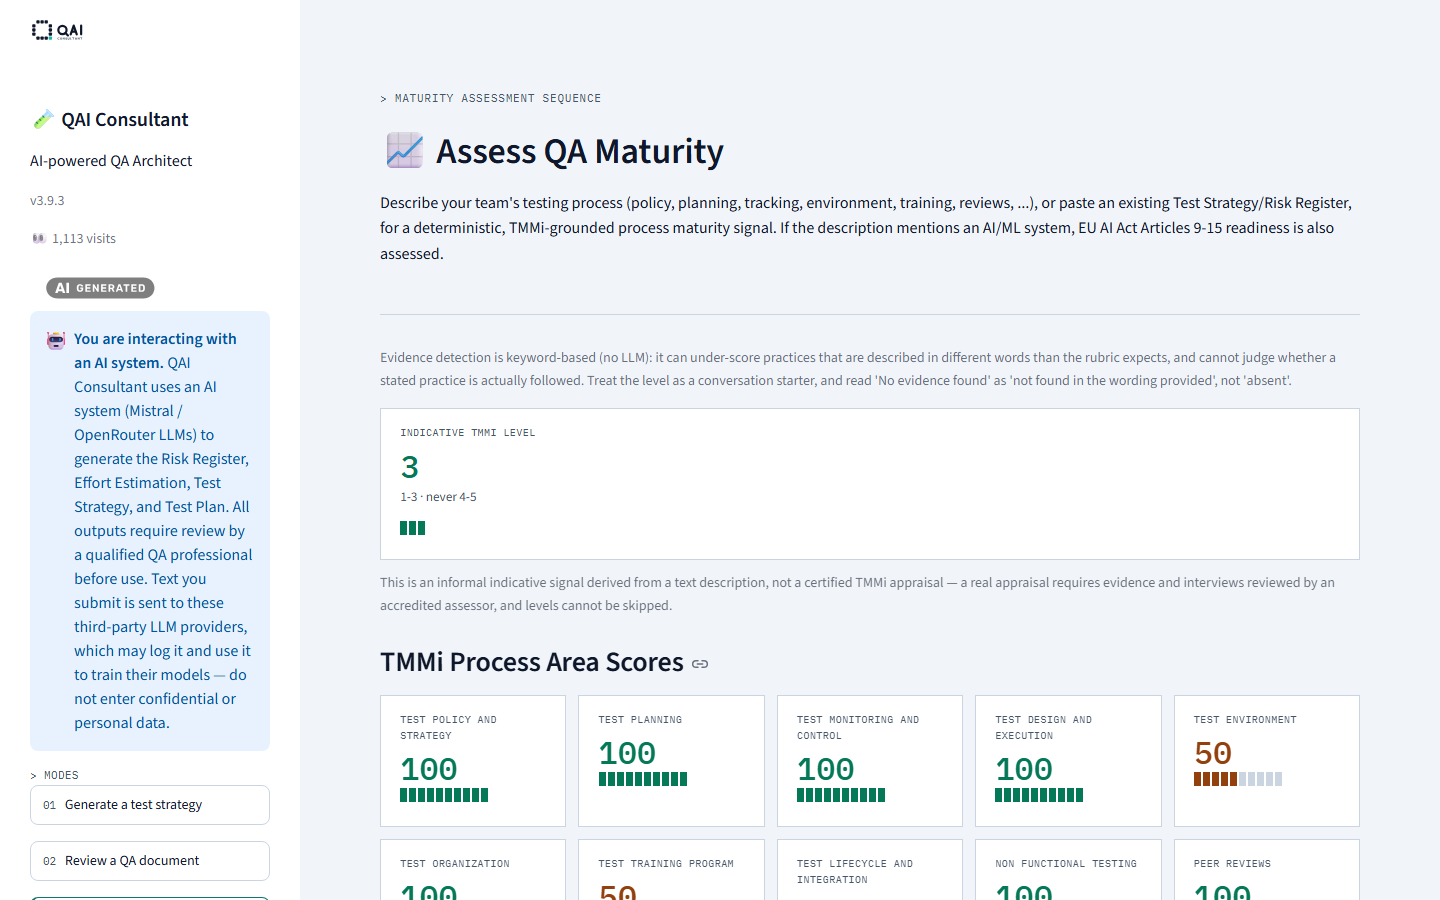 QAI
CONSULTANT
QAI Consultant
AI-powered QA Architect
v3.9.3
1,113 visits
AI GENERATED
You are interacting with
an AI system. QAI
Consultant uses an AI
system (Mistral /
OpenRouter LLMs) to
generate the Risk Register,
Effort Estimation, Test
Strategy, and Test Plan. All
outputs require review by
a qualified QA professional
before use. Text you
submit is sent to these
third-party LLM providers,
which may log it and use it
to train their models — do
not enter confidential or
personal data.
> MODES
01 Generate a test strategy
02 Review a QA document
> MATURITY ASSESSMENT SEQUENCE
Assess QA Maturity
Describe your team's testing process (policy, planning, tracking, environment, training, reviews, ...), or paste an existing Test Strategy/Risk Register,
for a deterministic, TMMi-grounded process maturity signal. If the description mentions an AI/ML system, EU AI Act Articles 9-15 readiness is also
assessed.
Evidence detection is keyword-based (no LLM): it can under-score practices that are described in different words than the rubric expects, and cannot judge whether a
stated practice is actually followed. Treat the level as a conversation starter, and read 'No evidence found' as 'not found in the wording provided', not 'absent'.
INDICATIVE TMMI LEVEL
3
1-3 · never 4-5
This is an informal indicative signal derived from a text description, not a certified TMMi appraisal — a real appraisal requires evidence and interviews reviewed by an
accredited assessor, and levels cannot be skipped.
TMMi Process Area Scores
TEST POLICY AND
STRATEGY
100
TEST PLANNING
100
TEST MONITORING AND
CONTROL
100
TEST DESIGN AND
EXECUTION
100
TEST ENVIRONMENT
50
TEST ORGANIZATION
100
TEST TRAINING PROGRAM
50
TEST LIFECYCLE AND
INTEGRATION
NON FUNCTIONAL TESTING
100
PEER REVIEWS
100